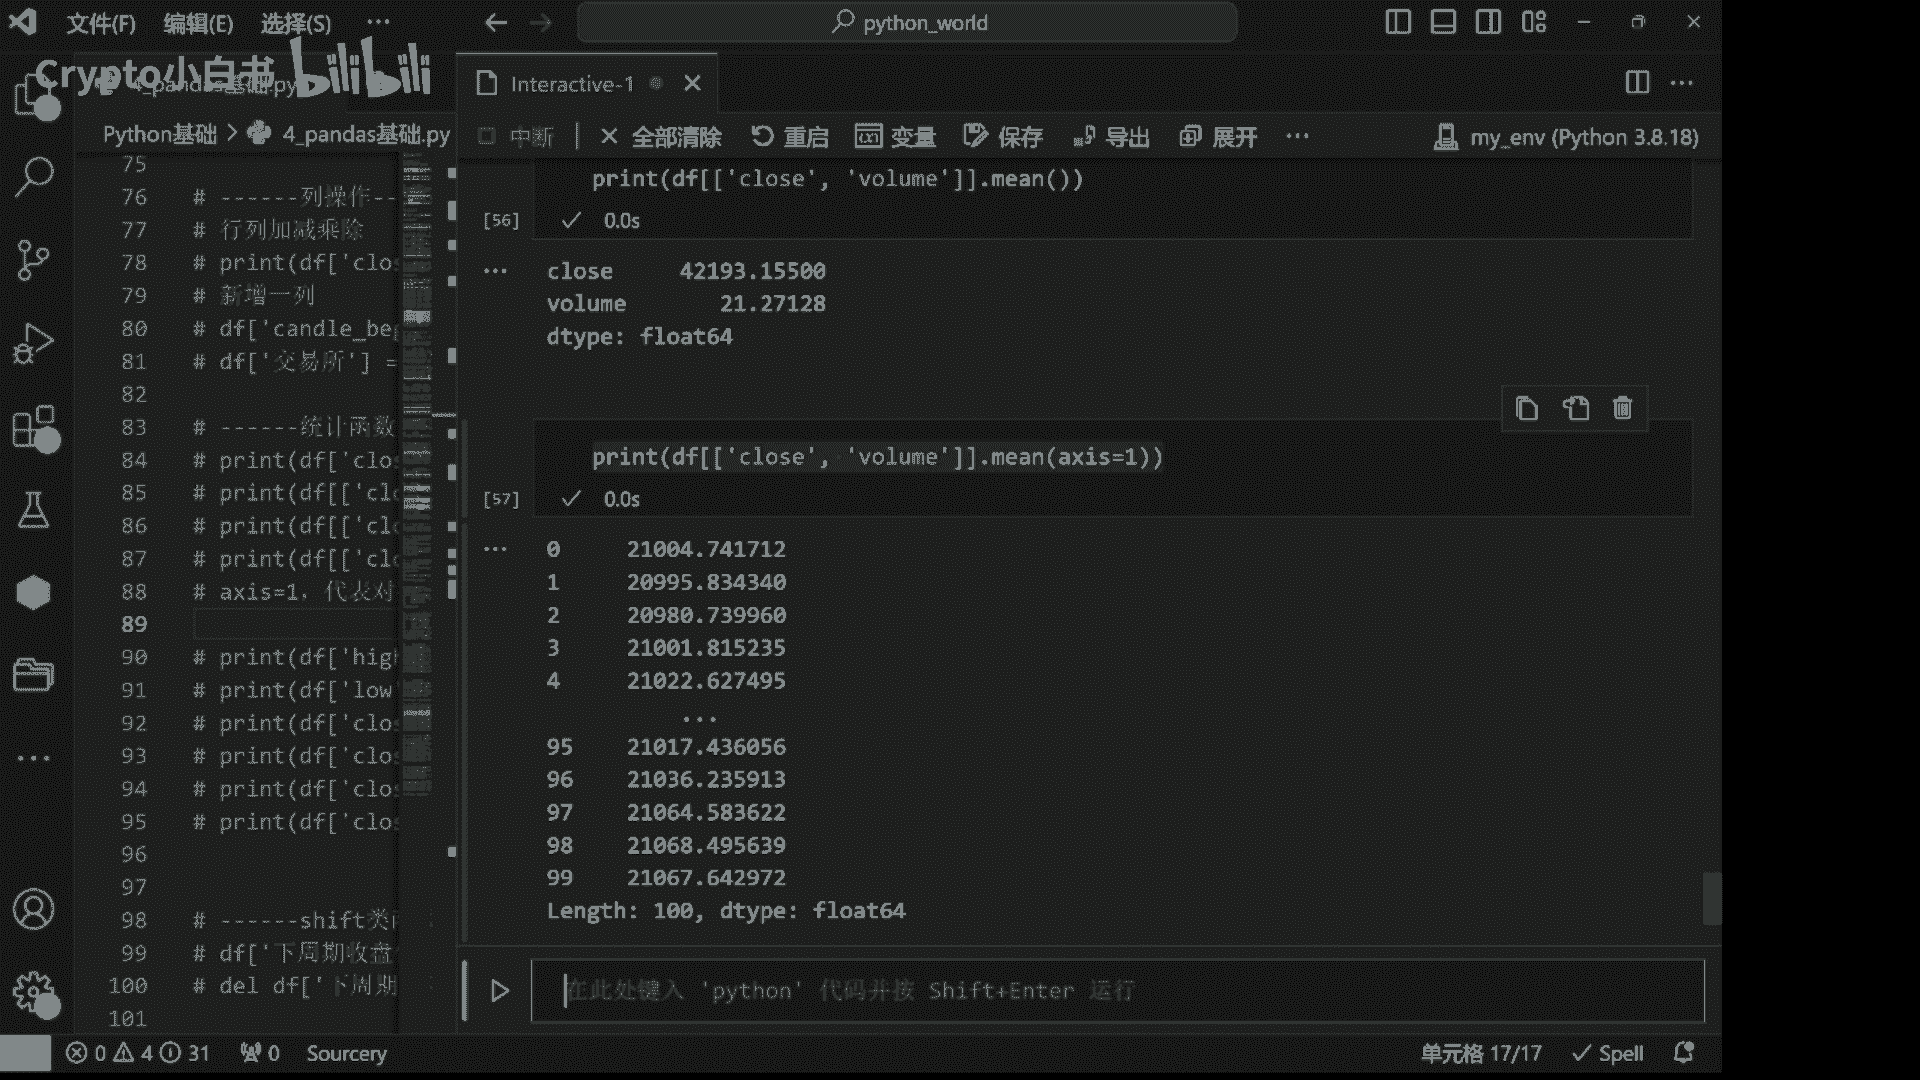 文件(F) 编辑(E) 选择(S) ···
python_world
Crypto小白书 bilibili
4_pandas基础.py
Interactive-1
Python基础 > 4_pandas基础.py
中断 | 全部清除 重启 变量 保存 导出 展开 ···
my_env (Python 3.8.18)
75
76 # ------列操作--
77 # 行列加减乘除
78 # print(df['clos
79 # 新增一列
80 # df['candle_beg
81 # df['交易所'] =
82
83 # ------统计函数
84 # print(df['clos
85 # print(df[['clo
86 # print(df[['clo
87 # print(df[['clo
88 # axis=1，代表对
89
90 # print(df['high
91 # print(df['low'
92 # print(df['clos
93 # print(df['clos
94 # print(df['clos
95 # print(df['clos
96
97
98 # ------shift类
99 # df['下周期收盘
100 # del df['下周期
101
print(df[['close', 'volume']].mean())
[56] 0.0s
close 42193.15500
volume 21.27128
dtype: float64
print(df[['close', 'volume']].mean(axis=1))
[57] 0.0s
0 21004.741712
1 20995.834340
2 20980.739960
3 21001.815235
4 21022.627495
...
95 21017.436056
96 21036.235913
97 21064.583622
98 21068.495639
99 21067.642972
Length: 100, dtype: float64
在此处键入 'python' 代码并按 Shift+Enter 运行
0 4 31 0 Sourcery
单元格 17/17 Spell